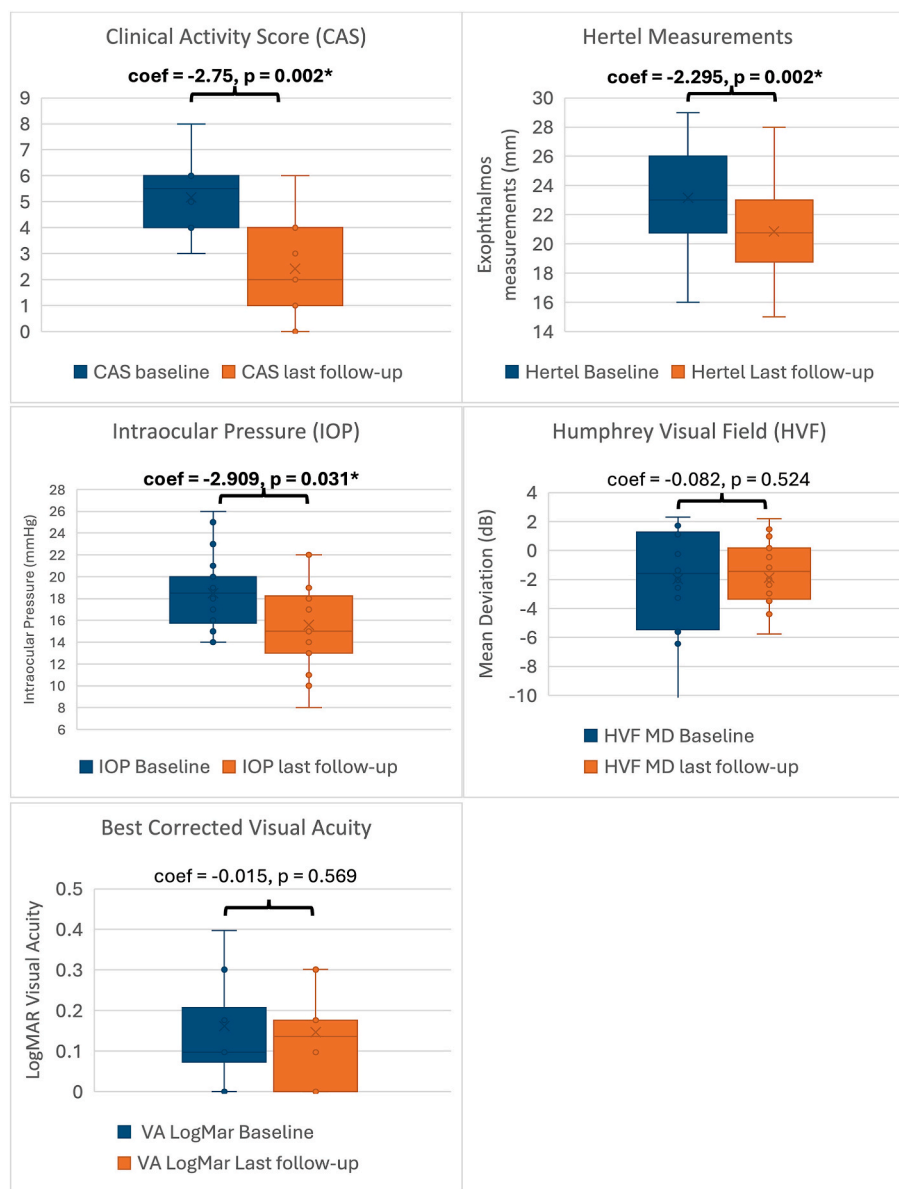 Clinical Activity Score (CAS)
coef = -2.75, p = 0.002*
9
8
7
6
5
4
3
2
1
0
CAS baseline CAS last follow-up
Hertel Measurements
coef = -2.295, p = 0.002*
Exophthalmos
measurements (mm)
30
28
26
24
22
20
18
16
14
Hertel Baseline Hertel Last follow-up
Intraocular Pressure (IOP)
coef = -2.909, p = 0.031*
Intraocular Pressure (mmHg)
28
26
24
22
20
18
16
14
12
10
8
6
IOP Baseline IOP last follow-up
Humphrey Visual Field (HVF)
coef = -0.082, p = 0.524
Mean Deviation (dB)
4
2
0
-2
-4
-6
-8
-10
HVF MD Baseline
HVF MD last follow-up
Best Corrected Visual Acuity
coef = -0.015, p = 0.569
LogMAR Visual Acuity
0.5
0.4
0.3
0.2
0.1
0
VA LogMar Baseline
VA LogMar Last follow-up